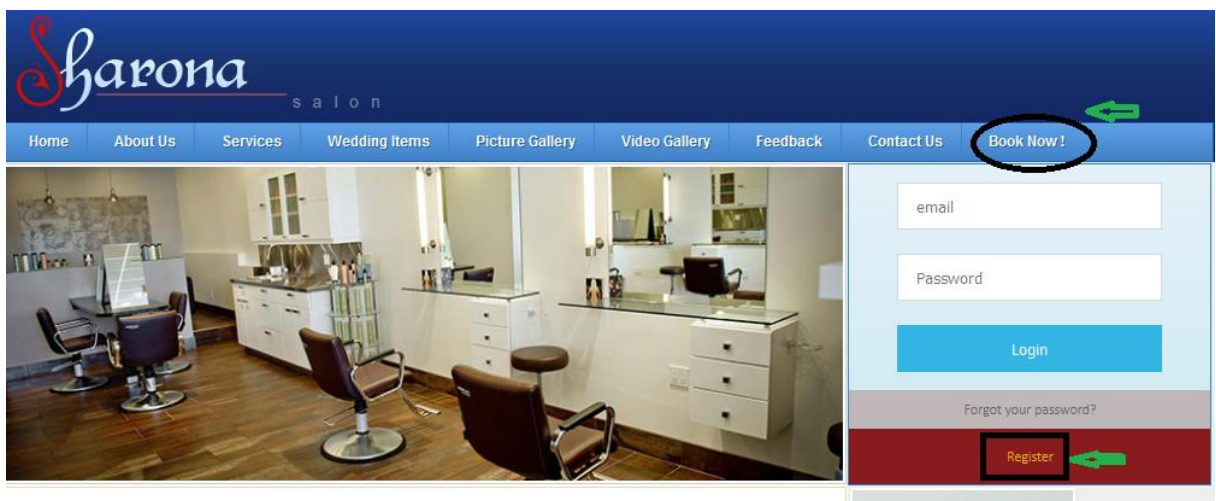 Sharona
salon
Home About Us Services Wedding Items Picture Gallery Video Gallery Feedback Contact Us Book Now !
email
Password
Login
Forgot your password?
Register